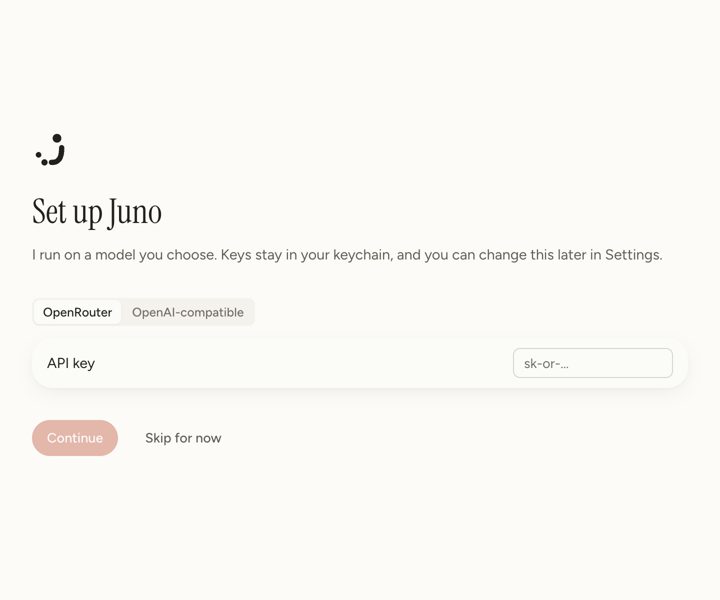 Set up Juno
I run on a model you choose. Keys stay in your keychain, and you can change this later in Settings.
OpenRouter OpenAI-compatible
API key sk-or-...
Continue Skip for now